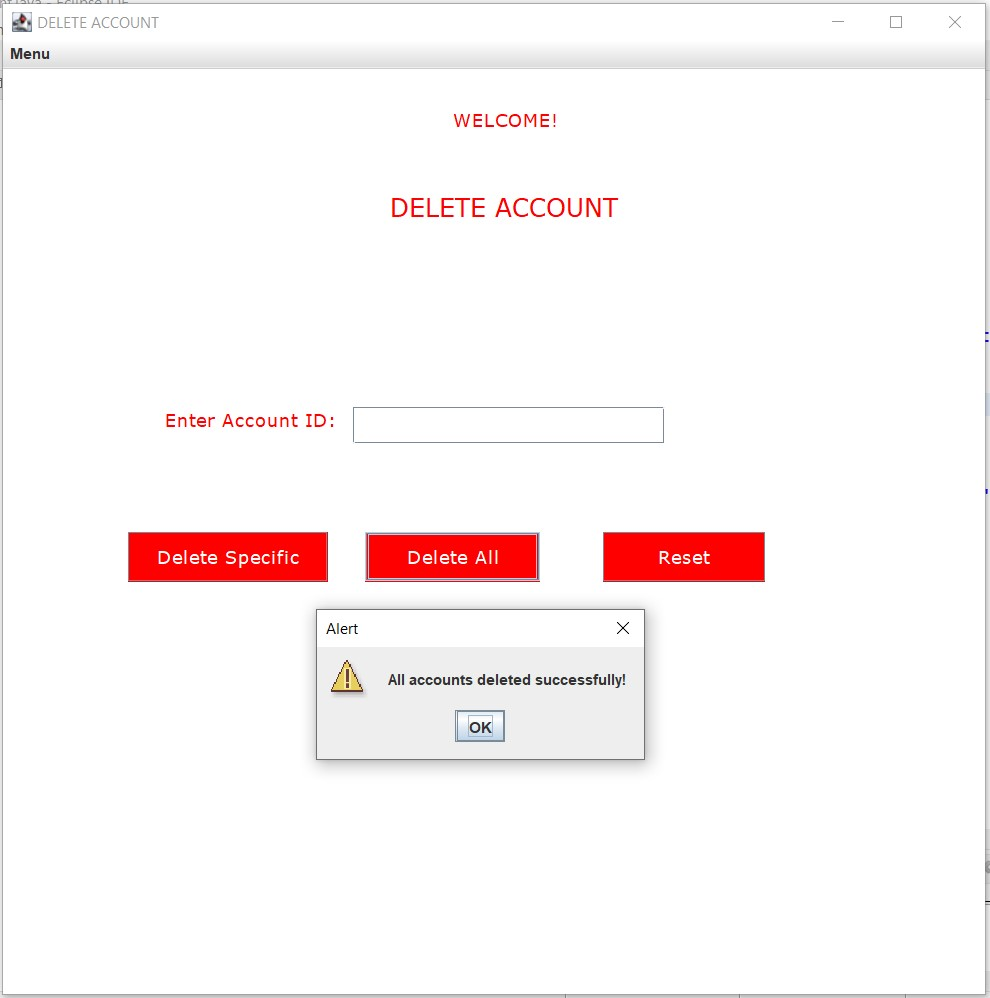 DELETE ACCOUNT
Menu
WELCOME!
DELETE ACCOUNT
Enter Account ID:
Delete Specific Delete All Reset
Alert
All accounts deleted successfully!
OK